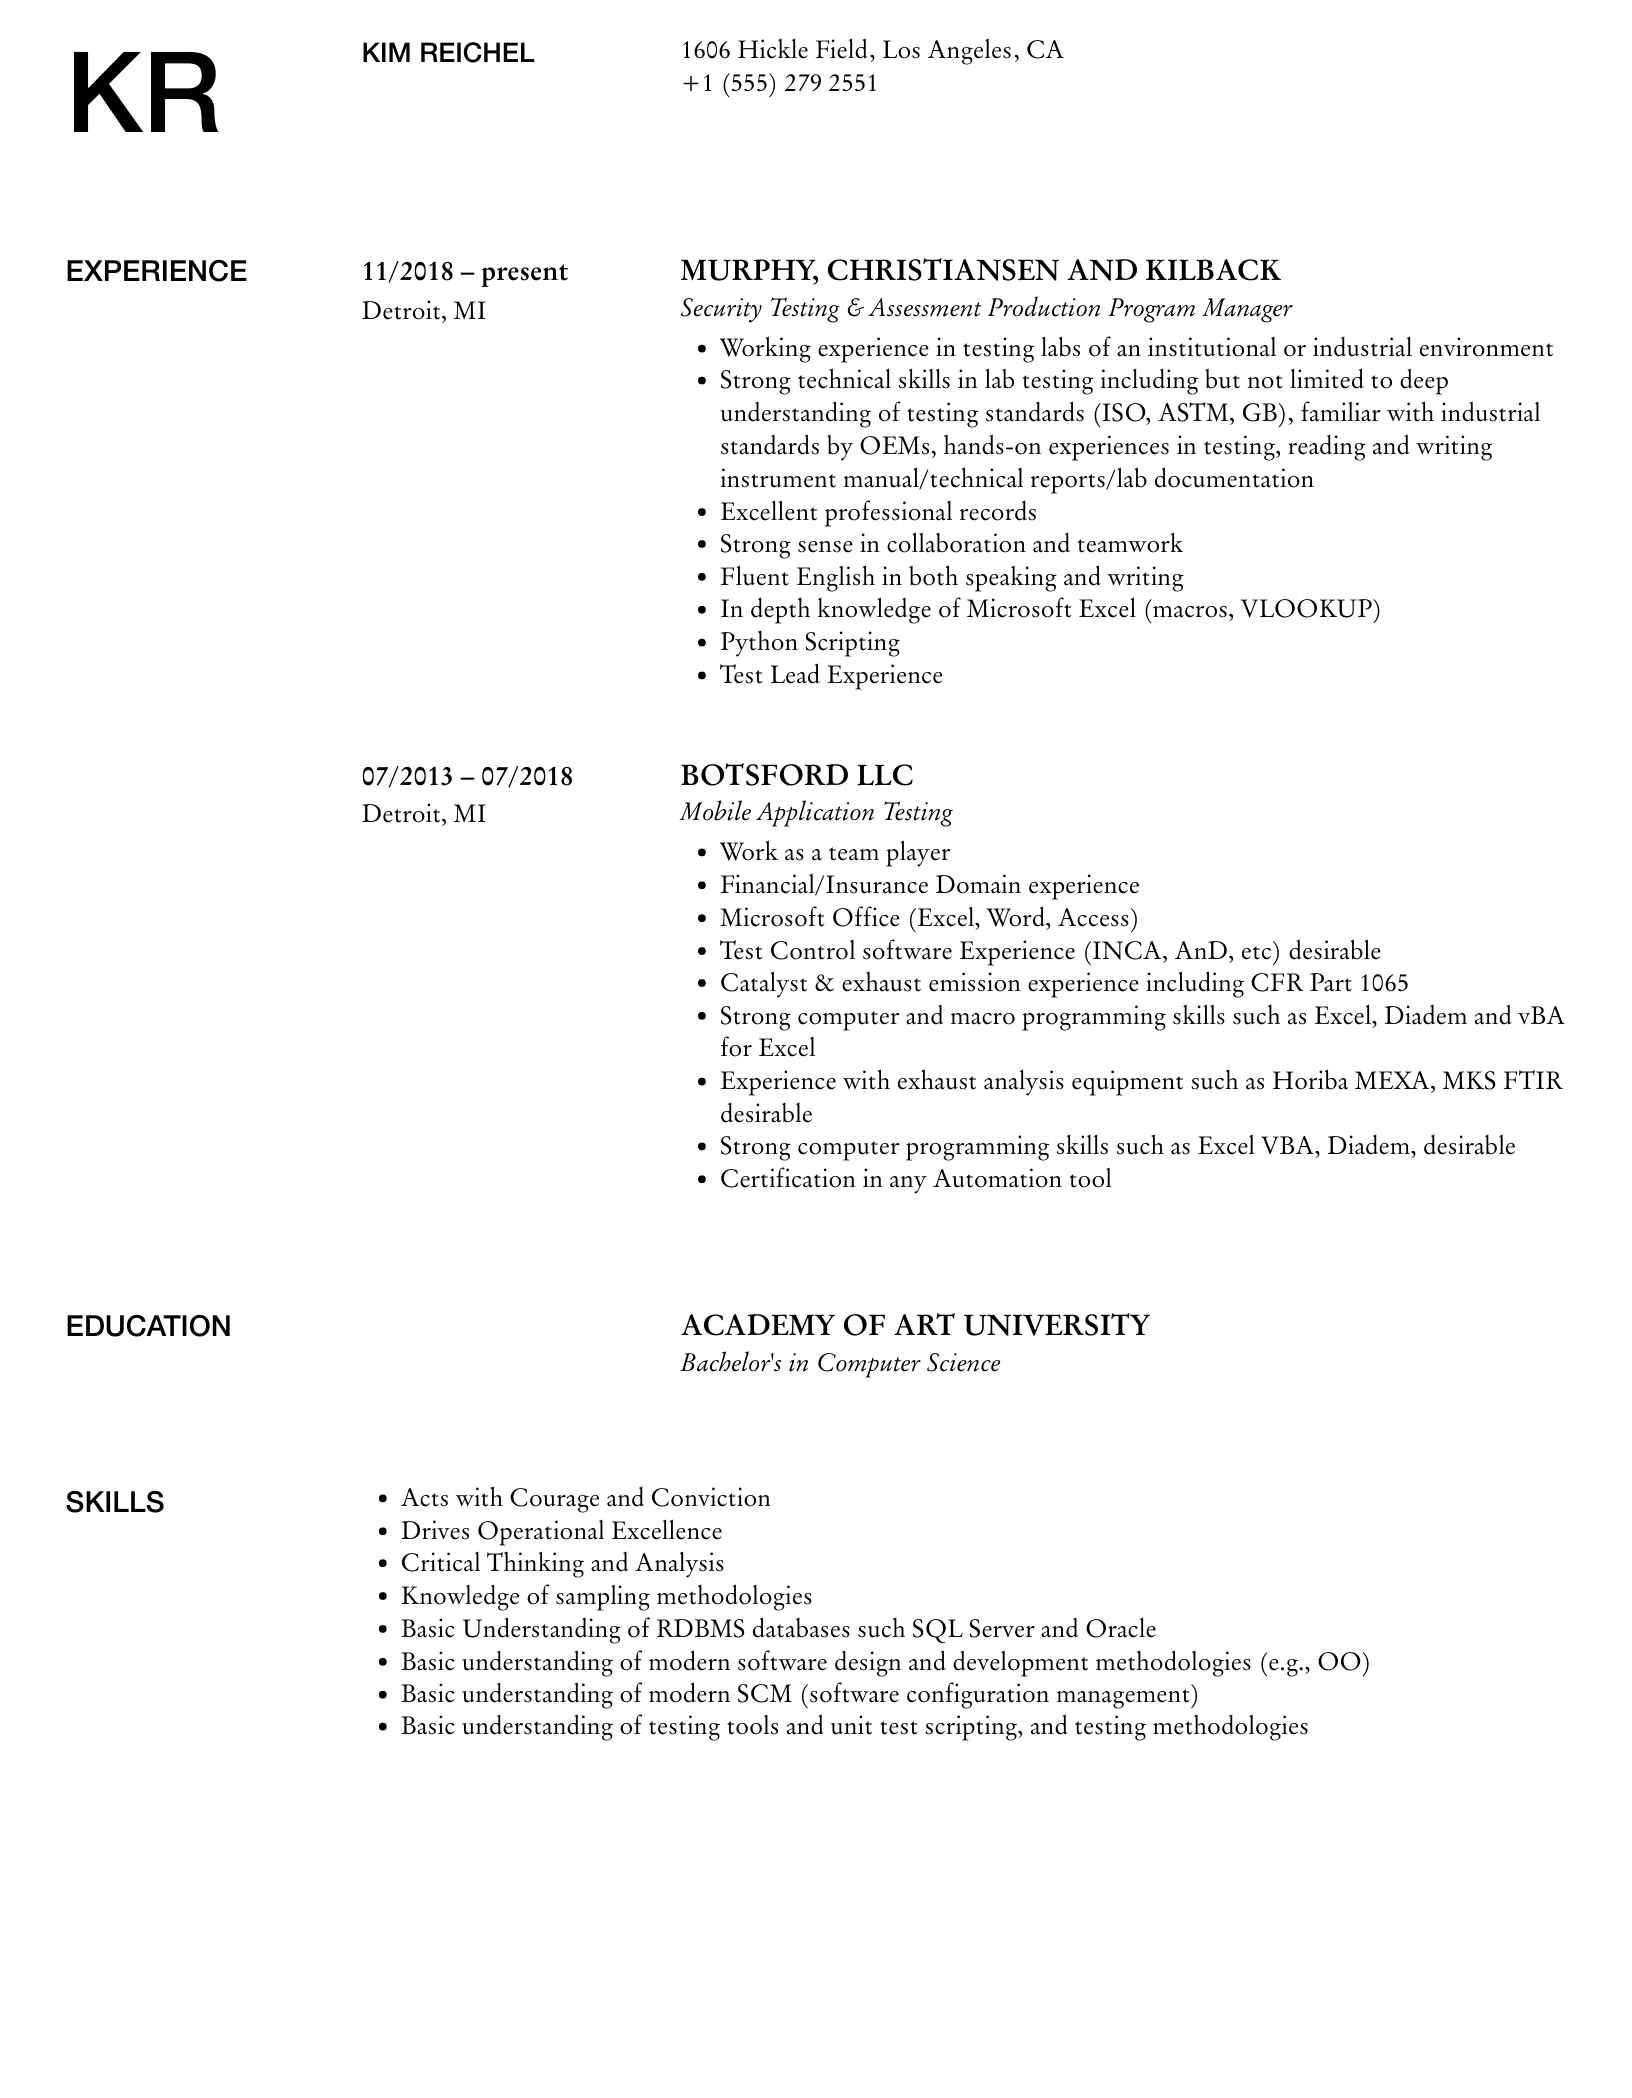 KR
KIM REICHEL
1606 Hickle Field, Los Angeles, CA
+1 (555) 279 2551
EXPERIENCE
11/2018 – present
Detroit, MI
MURPHY, CHRISTIANSEN AND KILBACK
Security Testing & Assessment Production Program Manager
• Working experience in testing labs of an institutional or industrial environment
• Strong technical skills in lab testing including but not limited to deep
understanding of testing standards (ISO, ASTM, GB), familiar with industrial
standards by OEMs, hands-on experiences in testing, reading and writing
instrument manual/technical reports/lab documentation
• Excellent professional records
• Strong sense in collaboration and teamwork
• Fluent English in both speaking and writing
• In depth knowledge of Microsoft Excel (macros, VLOOKUP)
• Python Scripting
• Test Lead Experience
07/2013 – 07/2018
Detroit, MI
BOTSFORD LLC
Mobile Application Testing
• Work as a team player
• Financial/Insurance Domain experience
• Microsoft Office (Excel, Word, Access)
• Test Control software Experience (INCA, AnD, etc) desirable
• Catalyst & exhaust emission experience including CFR Part 1065
• Strong computer and macro programming skills such as Excel, Diadem and vBA
for Excel
• Experience with exhaust analysis equipment such as Horiba MEXA, MKS FTIR
desirable
• Strong computer programming skills such as Excel VBA, Diadem, desirable
• Certification in any Automation tool
EDUCATION
ACADEMY OF ART UNIVERSITY
Bachelor's in Computer Science
SKILLS
• Acts with Courage and Conviction
• Drives Operational Excellence
• Critical Thinking and Analysis
• Knowledge of sampling methodologies
• Basic Understanding of RDBMS databases such SQL Server and Oracle
• Basic understanding of modern software design and development methodologies (e.g., OO)
• Basic understanding of modern SCM (software configuration management)
• Basic understanding of testing tools and unit test scripting, and testing methodologies